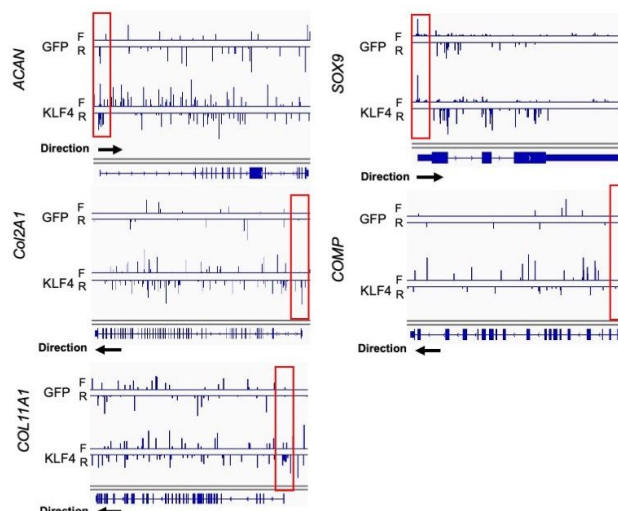 ACAN
GFP F
R
KLF4 F
R
Direction
SOX9
GFP F
R
KLF4 F
R
Direction
Col2A1
GFP F
R
KLF4 F
R
Direction
COMP
GFP F
R
KLF4 F
R
Direction
COL11A1
GFP F
R
KLF4 F
R
Direction